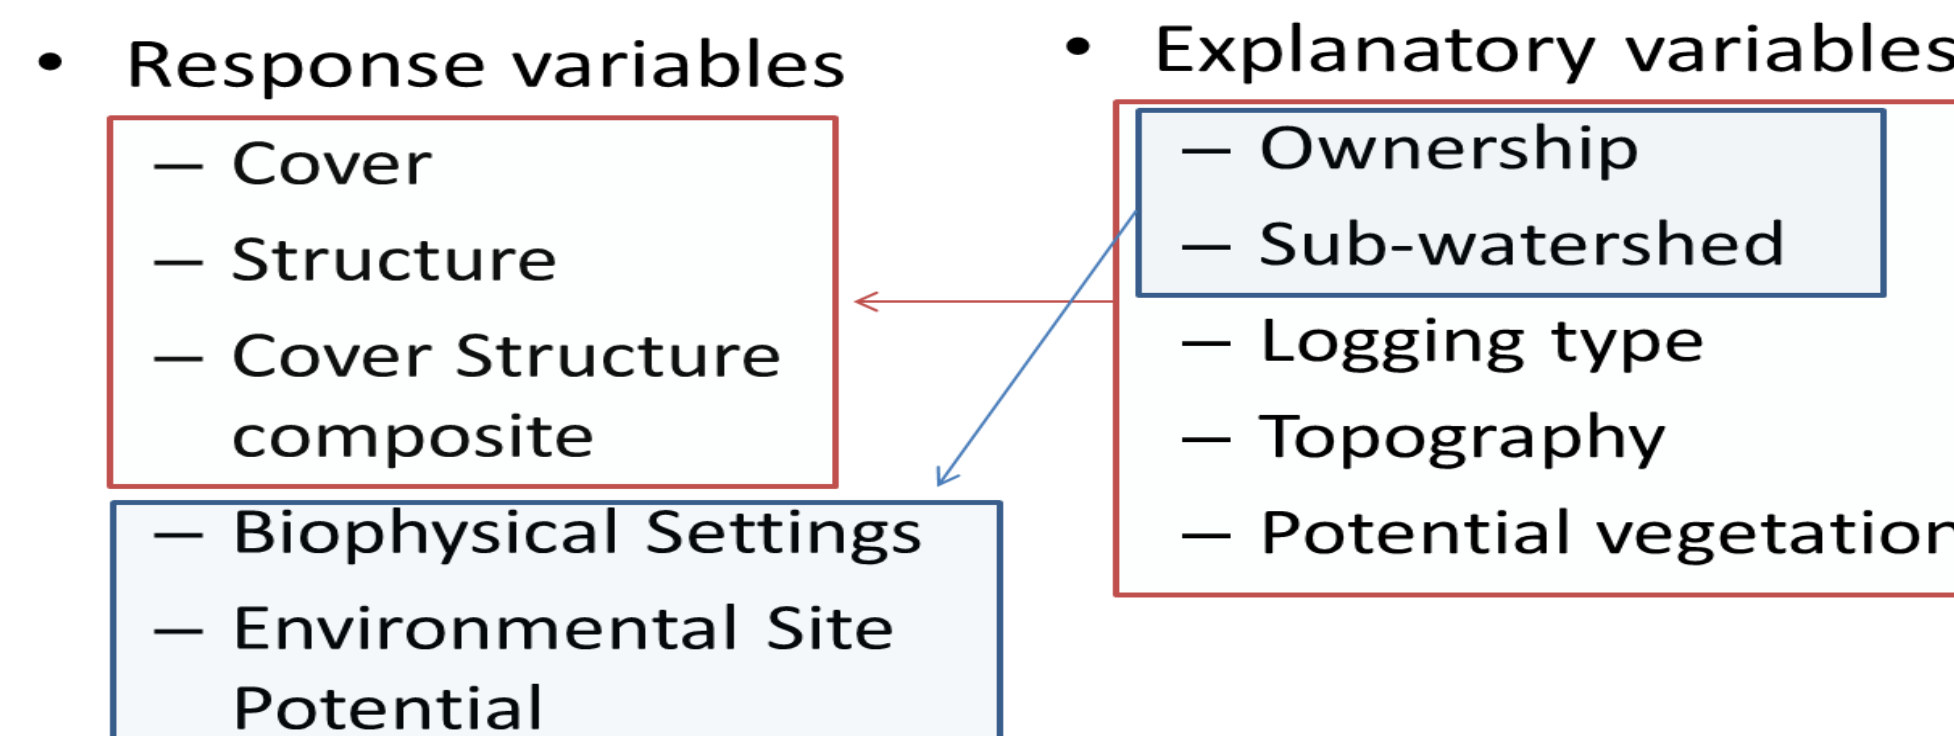 • Response variables
– Cover
– Structure
– Cover Structure
composite
– Biophysical Settings
– Environmental Site
Potential
• Explanatory variables
– Ownership
– Sub-watershed
– Logging type
– Topography
– Potential vegetation